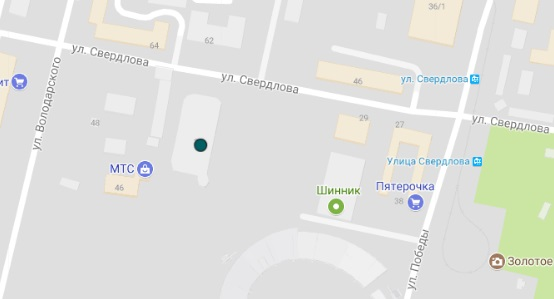 36/1
64
62
ул. Свердлова
ул. Свердлова
46
ул. Свердлова
ит
ул. Володарского
48
29
27
ул. Свердлова
Улица Свердлова
МТС
46
Шинник
Пятерочка
38
ул. Победы
Золотое